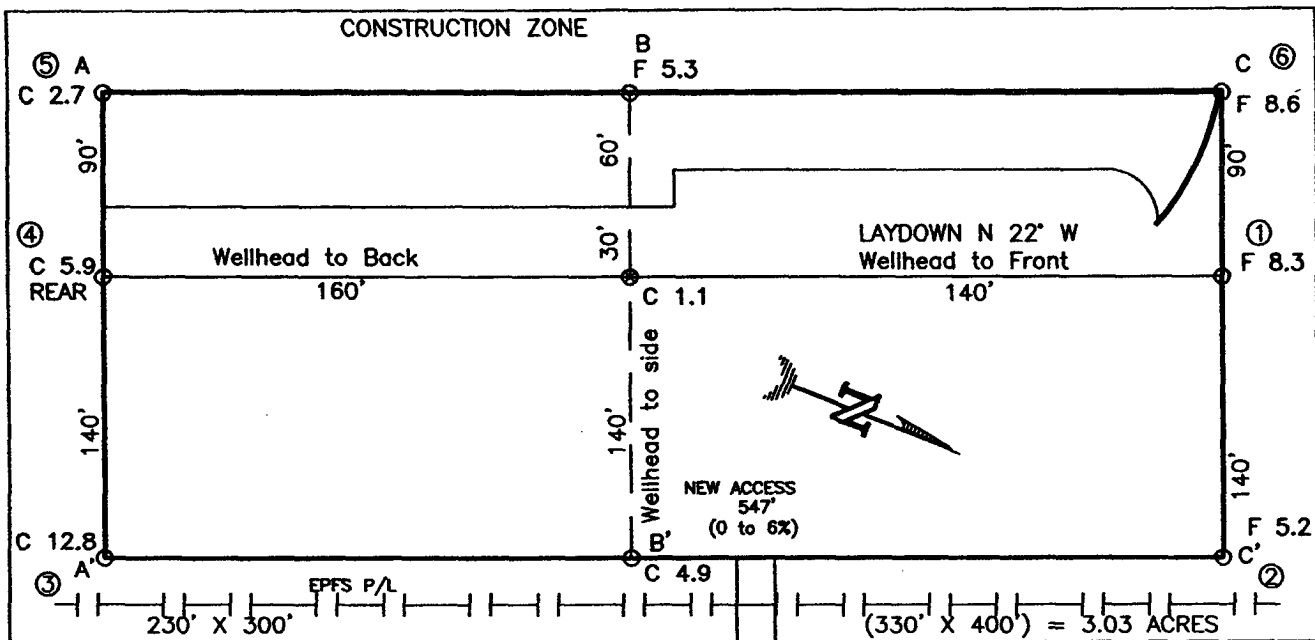 CONSTRUCTION ZONE
⑤ A
B
C ⑥
C 2.7
F 5.3
F 8.6
90'
60'
90'
④
30'
①
C 5.9
REAR
Wellhead to Back
160'
LAYDOWN N 22° W
Wellhead to Front
140'
F 8.3
C 1.1
140'
140'
Wellhead to side
N
140'
NEW ACCESS
547'
(0 to 6%)
C 12.8
A'
B'
C 4.9
F 5.2
C'
③
②
EPFS P/L
230' X 300'
(330' X 400') = 3.03 ACRES